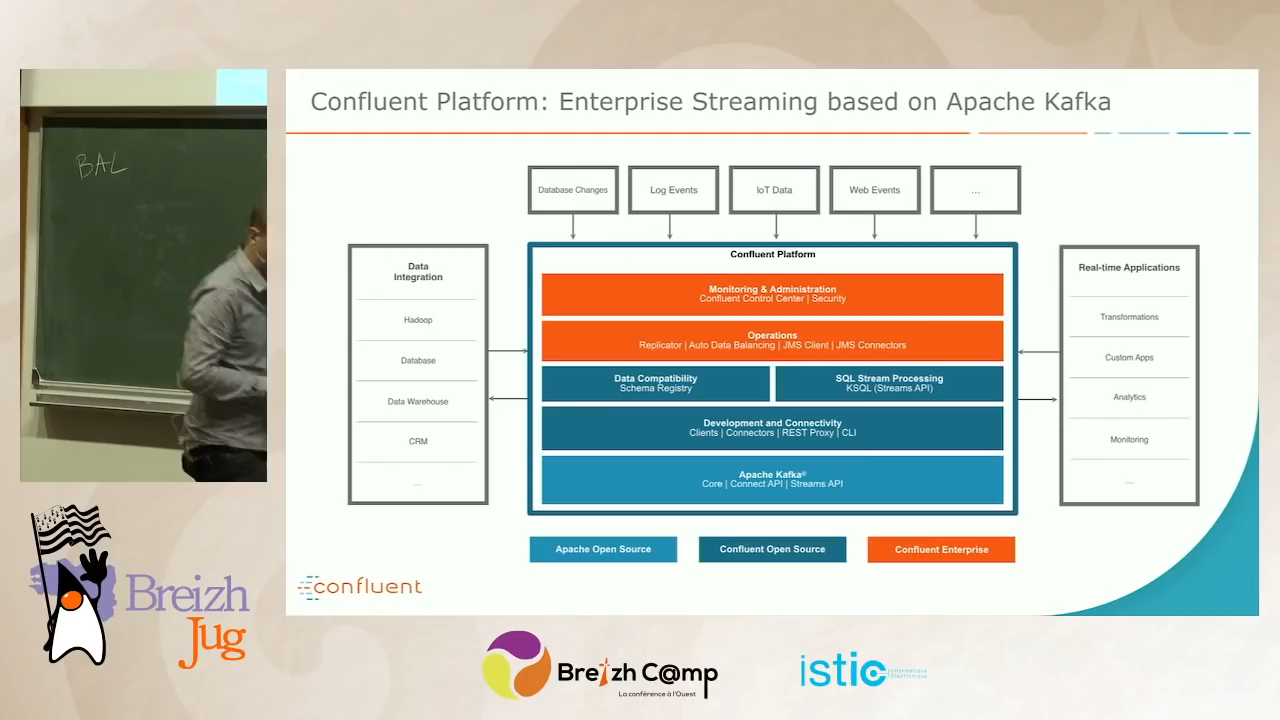 Confluent Platform: Enterprise Streaming based on Apache Kafka
BAL
Database Changes
Log Events
IoT Data
Web Events
...
Data
Integration
Hadoop
Database
Data Warehouse
CRM
...
Confluent Platform
Monitoring & Administration
Confluent Control Center | Security
Operations
Replicator | Auto Data Balancing | JMS Client | JMS Connectors
Data Compatibility
Schema Registry
SQL Stream Processing
KSQL (Streams API)
Development and Connectivity
Clients | Connectors | REST Proxy | CLI
Apache Kafka®
Core | Connect API | Streams API
Real-time Applications
Transformations
Custom Apps
Analytics
Monitoring
...
Apache Open Source
Confluent Open Source
Confluent Enterprise
confluent
Breizh
Jug
Breizh C@mp
La conférence à l'Ouest
istic
Informatique
Électronique